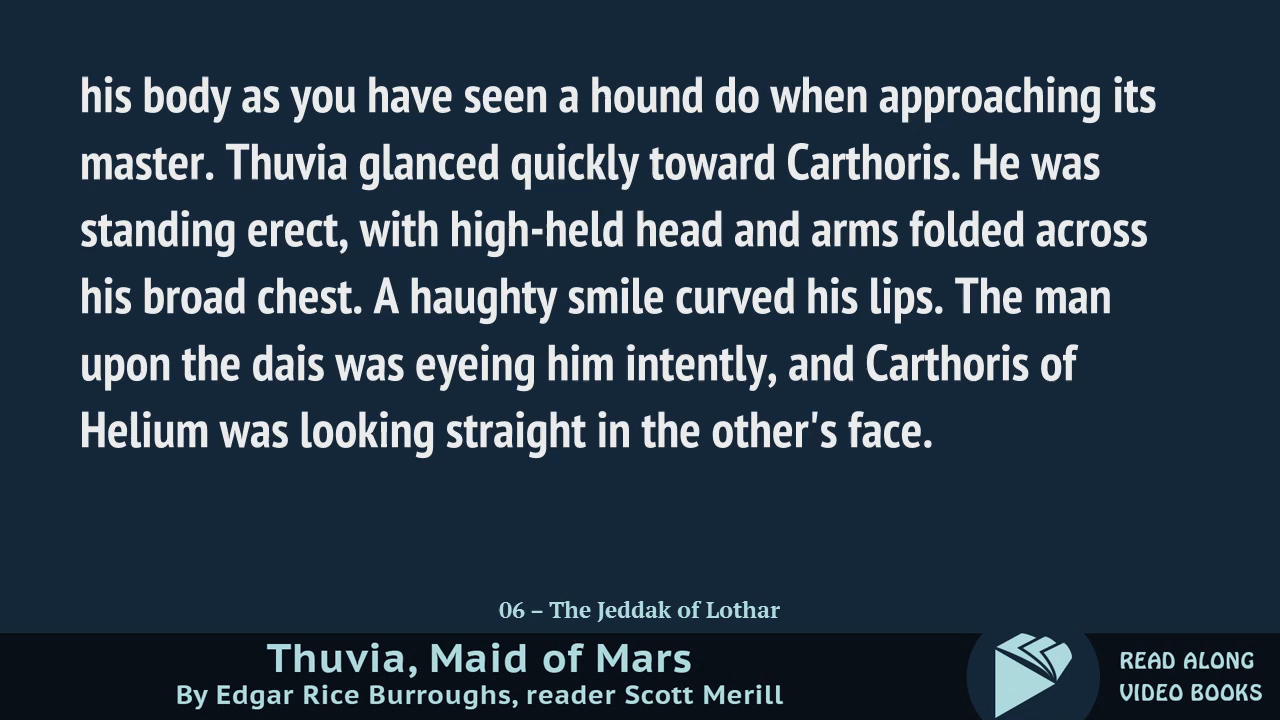 his body as you have seen a hound do when approaching its
master. Thuvia glanced quickly toward Carthoris. He was
standing erect, with high-held head and arms folded across
his broad chest. A haughty smile curved his lips. The man
upon the dais was eyeing him intently, and Carthoris of
Helium was looking straight in the other's face.
06 – The Jeddak of Lothar
Thuvia, Maid of Mars
By Edgar Rice Burroughs, reader Scott Merill
READ ALONG
VIDEO BOOKS